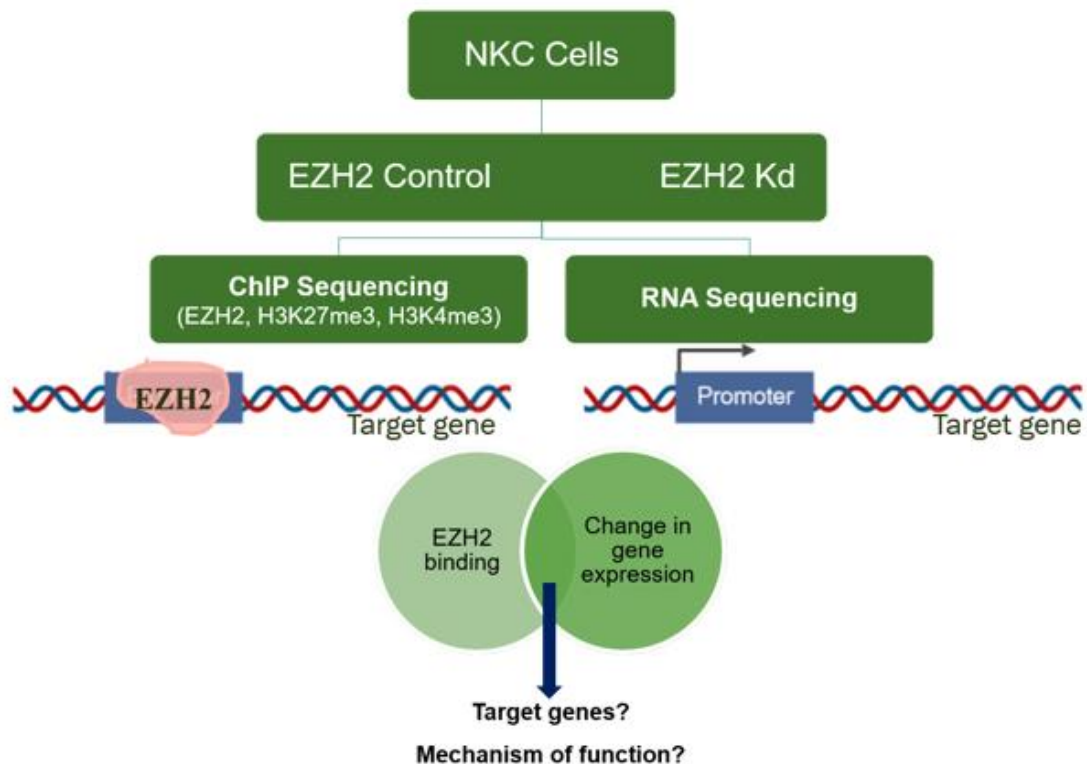 NKC Cells
EZH2 Control EZH2 Kd
ChIP Sequencing
(EZH2, H3K27me3, H3K4me3)
RNA Sequencing
EZH2
Target gene
Promoter
Target gene
EZH2
binding
Change in
gene
expression
Target genes?
Mechanism of function?